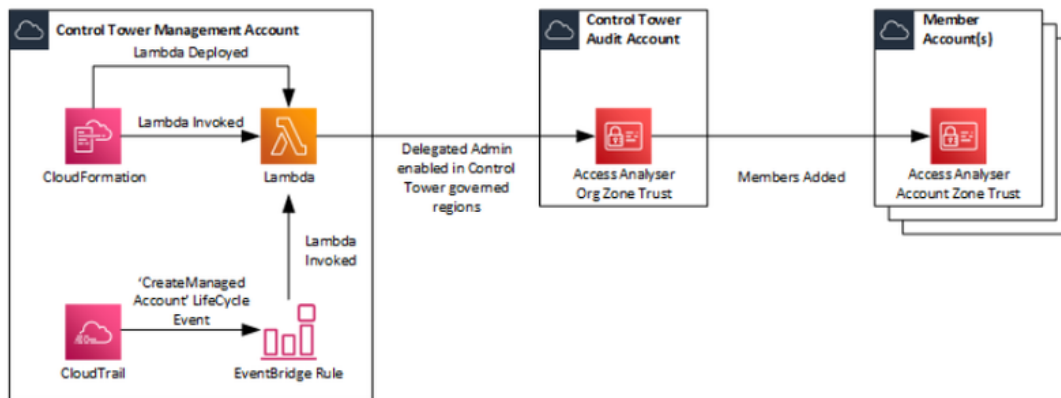 Control Tower Management Account
Lambda Deployed
Lambda Invoked
CloudFormation
Lambda
Lambda
Invoked
'CreateManaged
Account' LifeCycle
Event
CloudTrail
EventBridge Rule
Delegated Admin
enabled in Control
Tower governed
regions
Control Tower
Audit Account
Access Analyser
Org Zone Trust
Members Added
Member
Account(s)
Access Analyser
Account Zone Trust